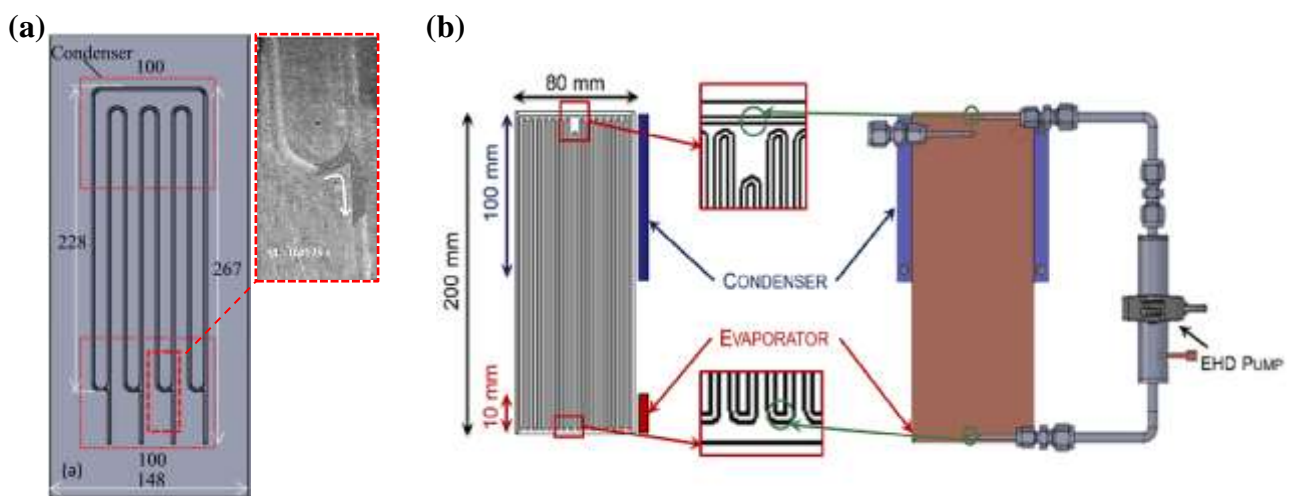 (a)
Condenser
100
228
267
100
148
(a)
(b)
80 mm
200 mm
100 mm
10 mm
CONDENSER
EVAPORATOR
EHD PUMP